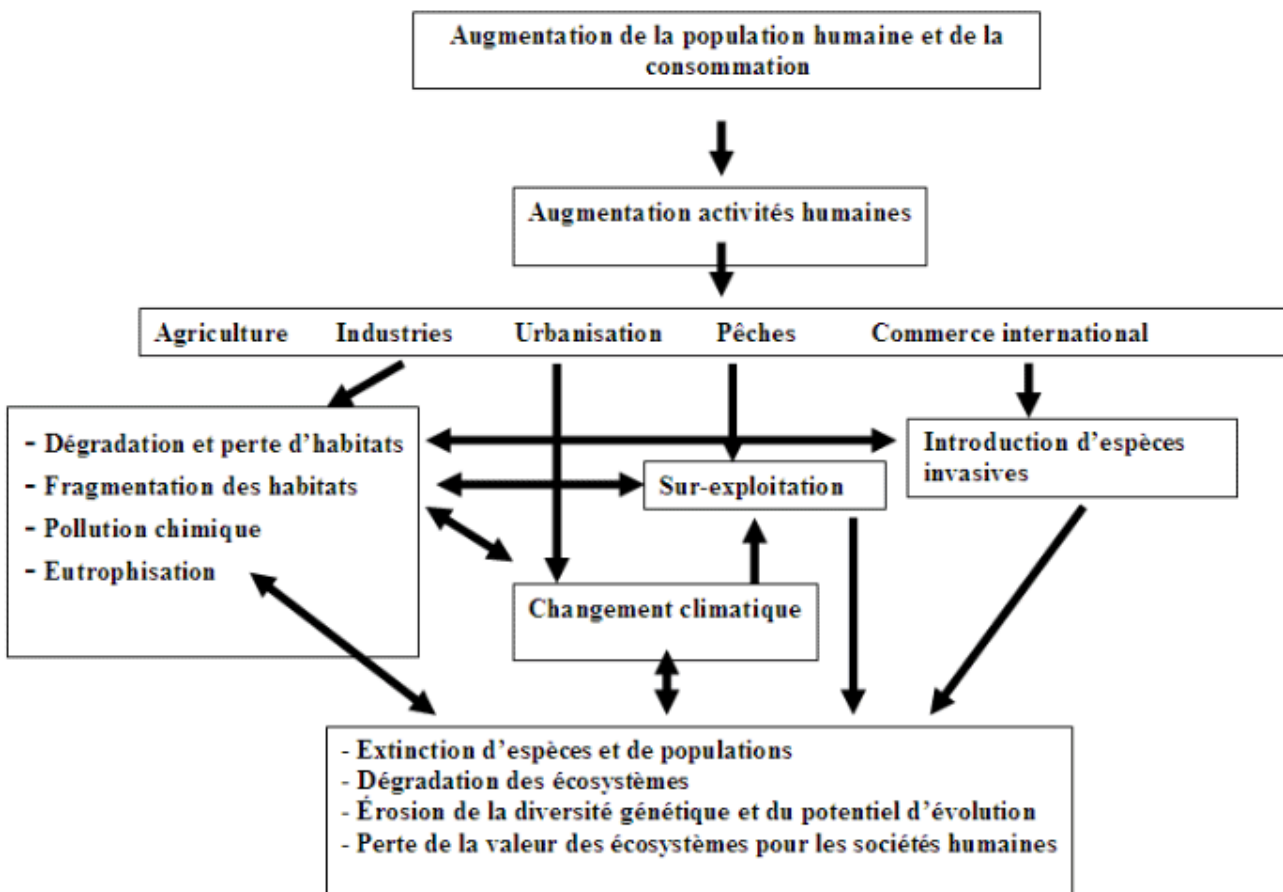 Augmentation de la population humaine et de la
consommation
Augmentation activités humaines
Agriculture Industries Urbanisation Pêches Commerce international
- Dégradation et perte d'habitats
- Fragmentation des habitats
- Pollution chimique
- Eutrophisation
Introduction d'espèces
invasives
Sur-exploitation
Changement climatique
- Extinction d'espèces et de populations
- Dégradation des écosystèmes
- Érosion de la diversité génétique et du potentiel d'évolution
- Perte de la valeur des écosystèmes pour les sociétés humaines